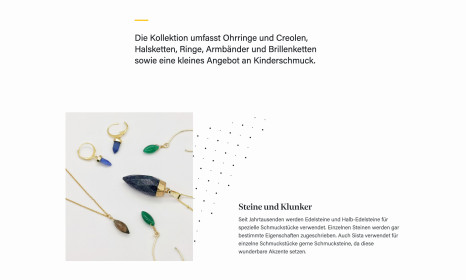 Die Kollektion umfasst Ohrringe und Creolen,
Halsketten, Ringe, Armbänder und Brillenketten
sowie eine kleines Angebot an Kinderschmuck.
Steine und Klunker
Seit Jahrtausenden werden Edelsteine und Halb-Edelsteine für
spezielle Schmuckstücke verwendet. Einzelnen Steinen werden gar
bestimmte Eigenschaften zugeschrieben. Auch Sista verwendet für
einzelne Schmuckstücke gerne Schmucksteine, da diese
wunderbare Akzente setzen.